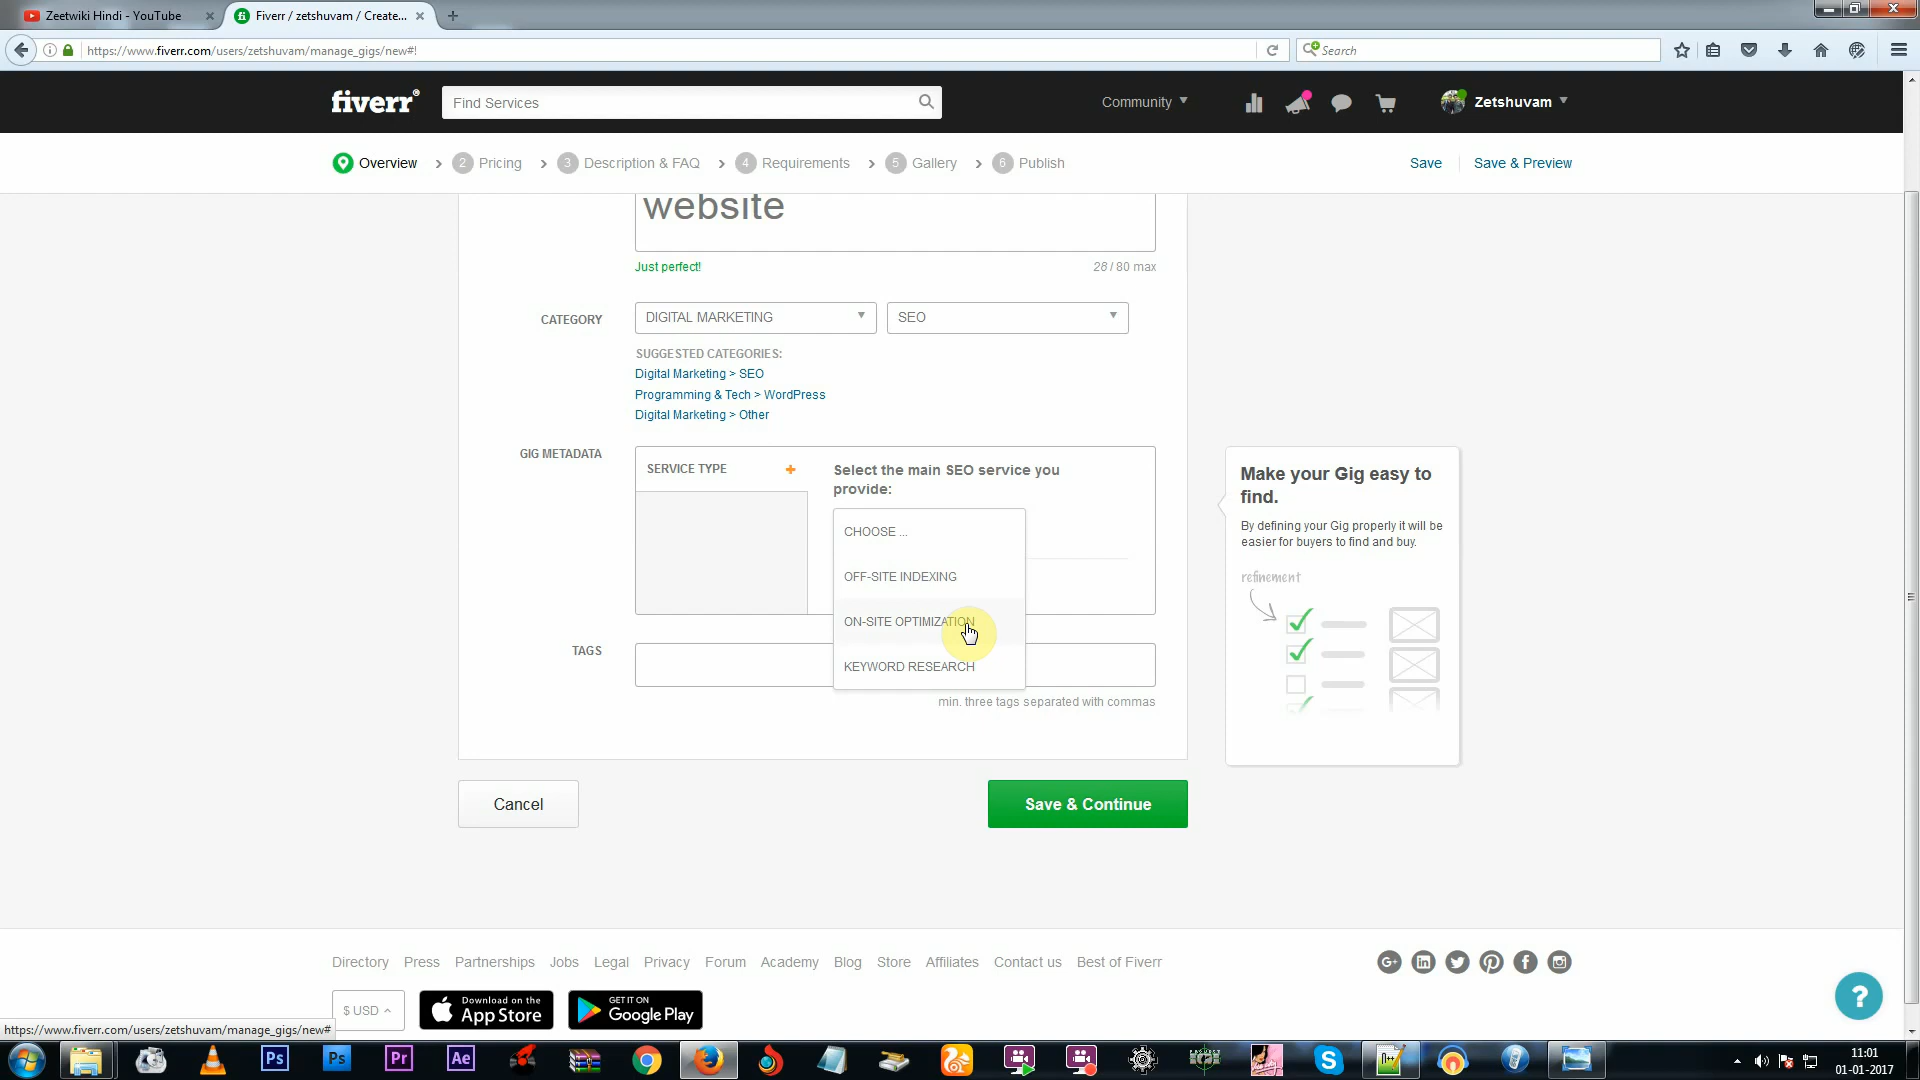 Zeetwiki Hindi - YouTube
Fiverr / zetshuvam / Create...
https://www.fiverr.com/users/zetshuvam/manage_gigs/new#!
Search
fiverr®
Find Services
Community
Zetshuvam
Overview
2 Pricing
3 Description & FAQ
4 Requirements
5 Gallery
6 Publish
Save
Save & Preview
website
Just perfect!
28 / 80 max
CATEGORY
DIGITAL MARKETING
SEO
SUGGESTED CATEGORIES:
Digital Marketing > SEO
Programming & Tech > WordPress
Digital Marketing > Other
GIG METADATA
SERVICE TYPE
Select the main SEO service you
provide:
CHOOSE ...
OFF-SITE INDEXING
ON-SITE OPTIMIZATION
KEYWORD RESEARCH
TAGS
min. three tags separated with commas
Make your Gig easy to
find.
By defining your Gig properly it will be
easier for buyers to find and buy.
refinement
Cancel
Save & Continue
Directory Press Partnerships Jobs Legal Privacy Forum Academy Blog Store Affiliates Contact us Best of Fiverr
$ USD
Download on the
App Store
GET IT ON
Google Play
?
https://www.fiverr.com/users/zetshuvam/manage_gigs/new#
11:01
01-01-2017